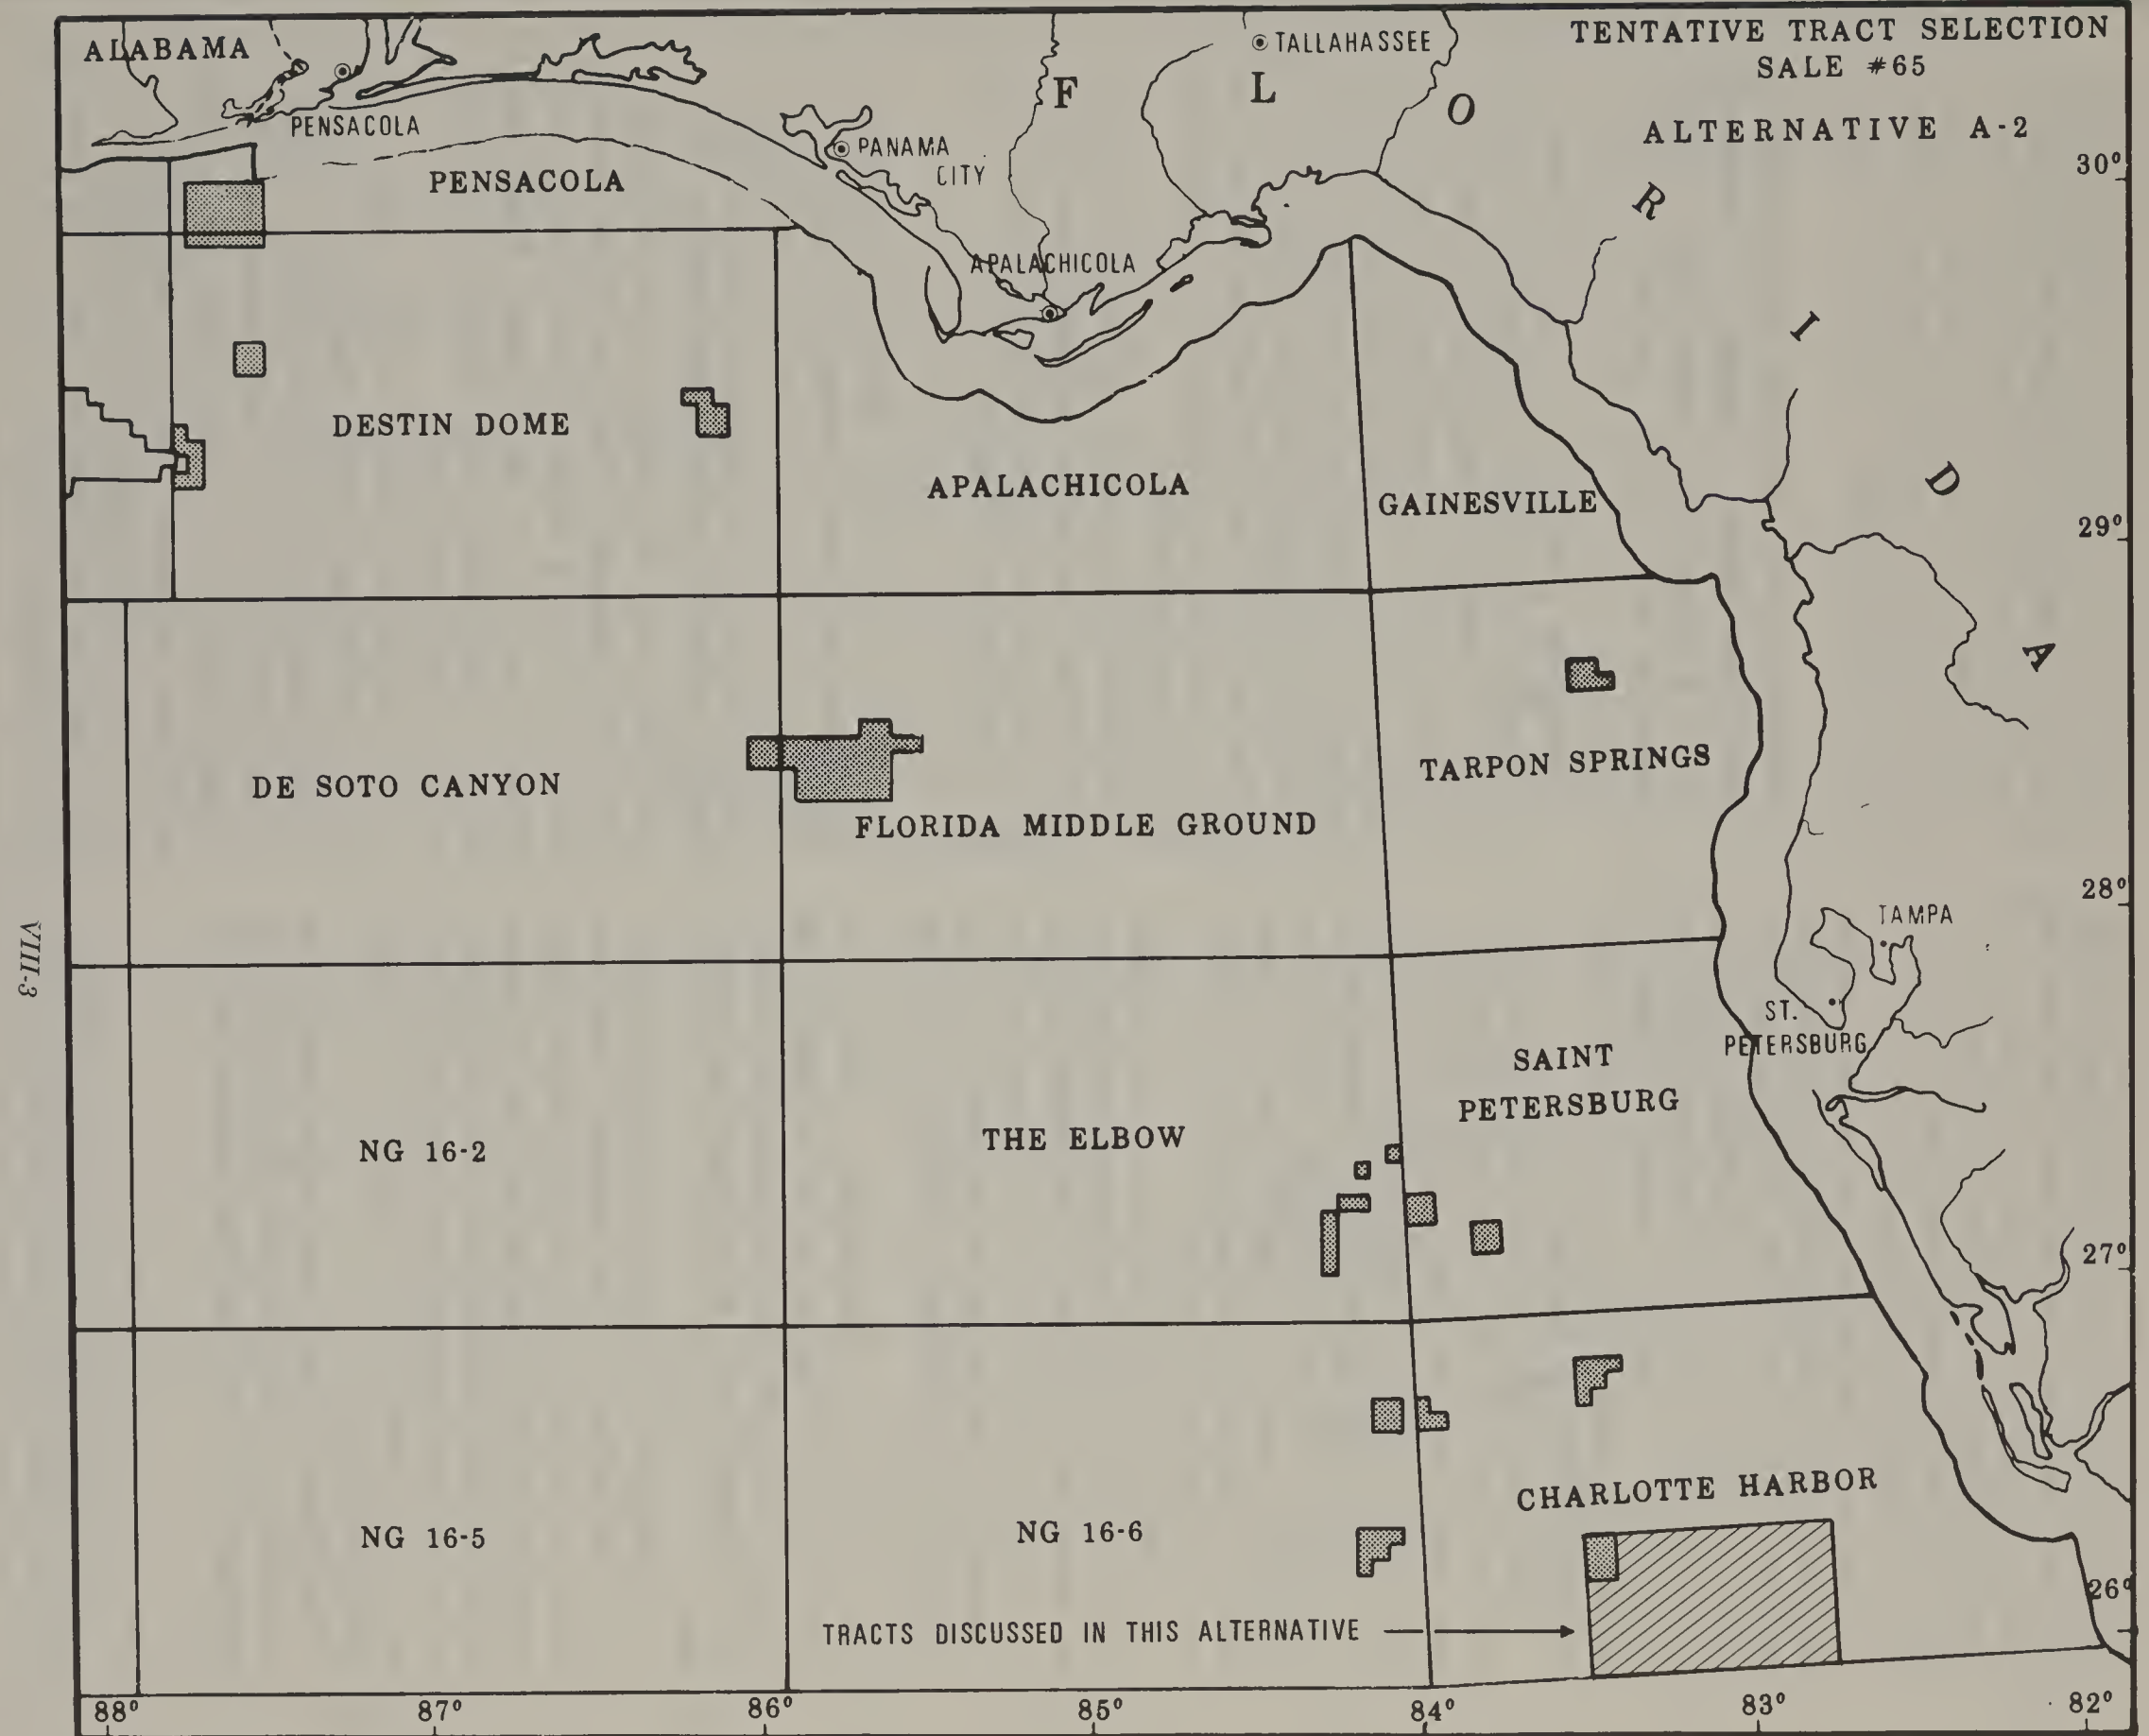 TENTATIVE TRACT SELECTION
SALE #65
ALTERNATIVE A-2
ALABAMA
TALLAHASSEE
F L O R I D A
PENSACOLA
PANAMA
CITY
PENSACOLA
30°
APALACHICOLA
DESTIN DOME
APALACHICOLA
GAINESVILLE
29°
DE SOTO CANYON
FLORIDA MIDDLE GROUND
TARPON SPRINGS
28°
TAMPA
ST.
PETERSBURG
VIII-3
NG 16-2
THE ELBOW
SAINT
PETERSBURG
27°
NG 16-5
NG 16-6
CHARLOTTE HARBOR
26°
TRACTS DISCUSSED IN THIS ALTERNATIVE
88° 87° 86° 85° 84° 83° 82°